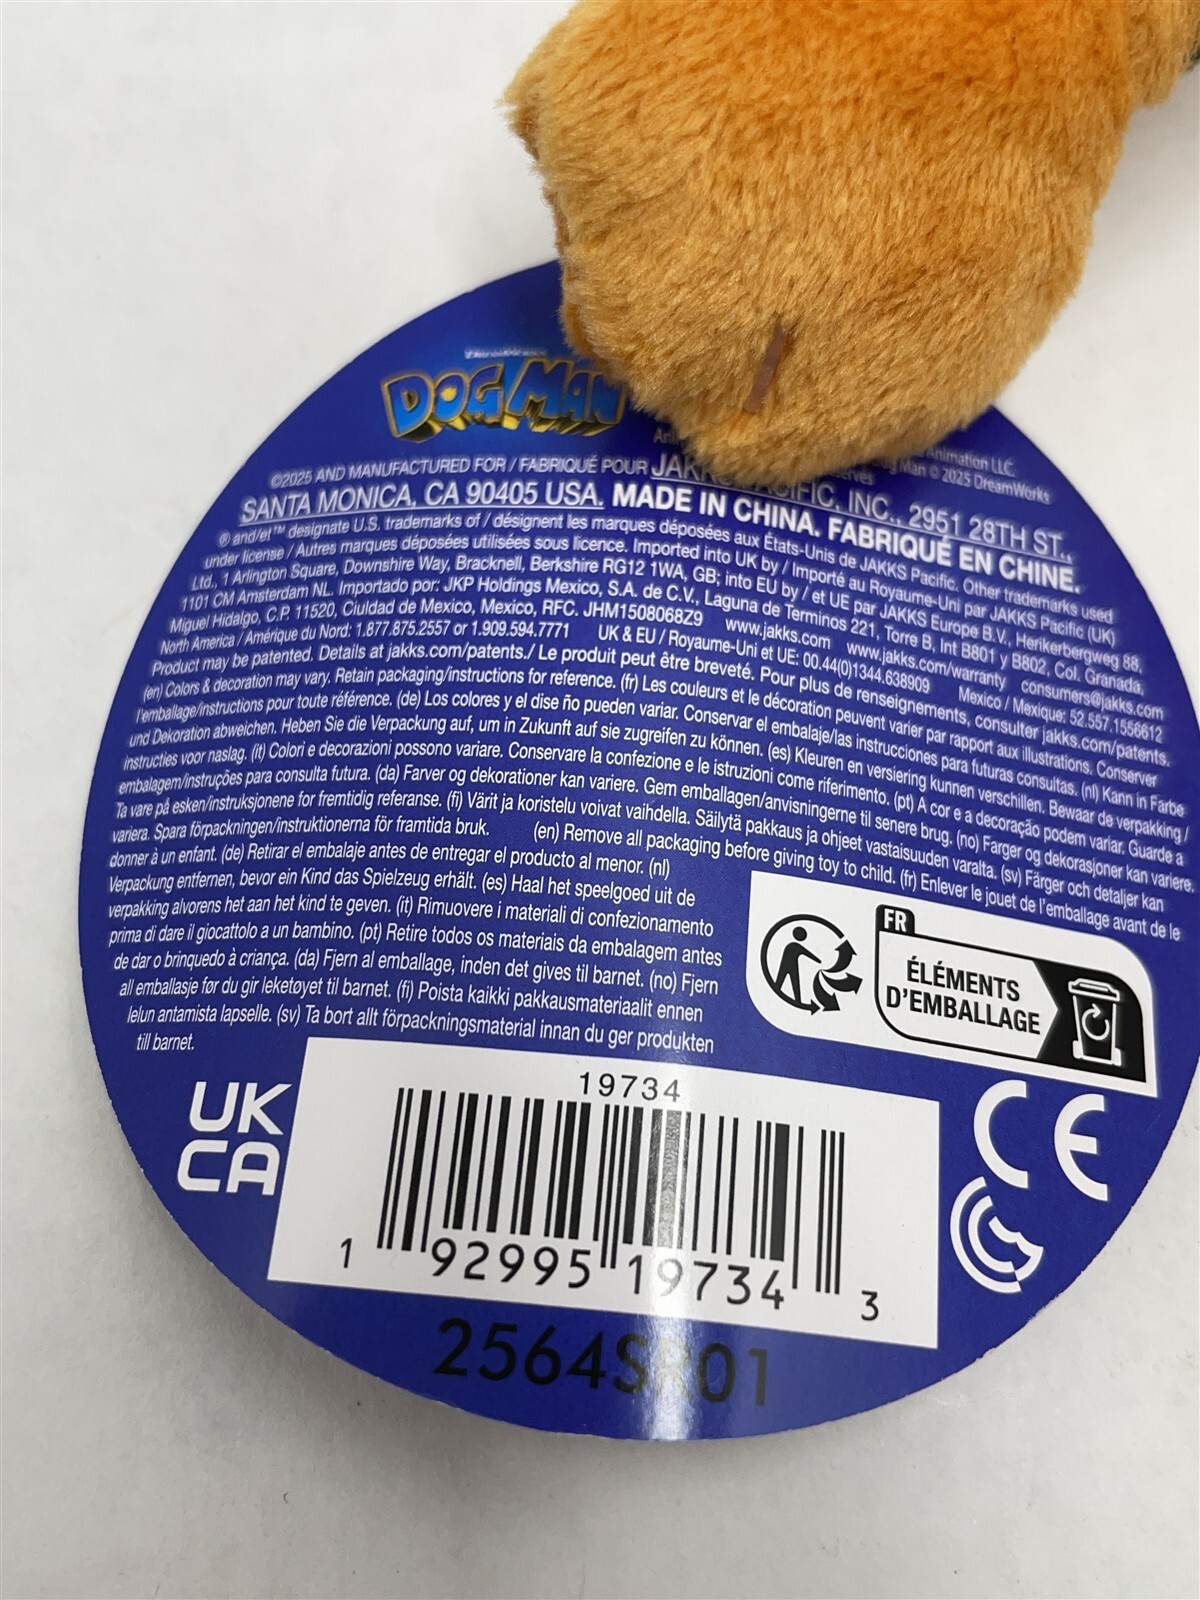 DREAMWORKS
DOG MAN
Animation LLC.
Man © 2025 DreamWorks
©2025 AND MANUFACTURED FOR / FABRIQUÉ POUR JAKKS PACIFIC, INC., 2951 28TH ST.,
SANTA MONICA, CA 90405 USA. MADE IN CHINA. FABRIQUÉ EN CHINE.
® and/et ™ designate U.S. trademarks of / désignent les marques déposées aux États-Unis de JAKKS Pacific. Other trademarks used
under license / Autres marques déposées utilisées sous licence. Imported into UK by / Importé au Royaume-Uni par JAKKS Pacific (UK)
Ltd., 1 Arlington Square, Downshire Way, Bracknell, Berkshire RG12 1WA, GB; into EU by / et UE par JAKKS Europe B.V., Herikerbergweg 88,
1101 CM Amsterdam NL. Importado por: JKP Holdings Mexico, S.A. de C.V., Laguna de Terminos 221, Torre B, Int B801 y B802, Col. Granada,
Miguel Hidalgo, C.P. 11520, Ciuldad de Mexico, Mexico, RFC. JHM1508068Z9 www.jakks.com www.jakks.com/warranty consumers@jakks.com
North America / Amérique du Nord: 1.877.875.2557 or 1.909.594.7771 UK & EU / Royaume-Uni et UE: 00.44(0)1344.638909 Mexico / Mexique: 52.557.1556612
Product may be patented. Details at jakks.com/patents./ Le produit peut être breveté. Pour plus de renseignements, consulter jakks.com/patents.
(en) Colors & decoration may vary. Retain packaging/instructions for reference. (fr) Les couleurs et le décoration peuvent varier par rapport aux illustrations. Conserver
l'emballage/instructions pour toute référence. (de) Los colores y el dise ño pueden variar. Conservar el embalaje/las instrucciones para futuras consultas. (nl) Kann in Farbe
und Dekoration abweichen. Heben Sie die Verpackung auf, um in Zukunft auf sie zugreifen zu können. (es) Kleuren en versiering kunnen verschillen. Bewaar de verpakking /
instructies voor naslag. (it) Colori e decorazioni possono variare. Conservare la confezione e le istruzioni come riferimento. (pt) A cor e a decoração podem variar. Guarde a
embalagem/instruções para consulta futura. (da) Farver og dekorationer kan variere. Gem emballagen/anvisningerne til senere brug. (no) Farger og dekorasjoner kan variere.
Ta vare på esken/instruksjonene for fremtidig referanse. (fi) Värit ja koristelu voivat vaihdella. Säilytä pakkaus ja ohjeet vastaisuuden varalta. (sv) Färger och detaljer kan
variera. Spara förpackningen/instruktionerna för framtida bruk. (en) Remove all packaging before giving toy to child. (fr) Enlever le jouet de l'emballage avant de le
donner à un enfant. (de) Retirar el embalaje antes de entregar el producto al menor. (nl)
Verpackung entfernen, bevor ein Kind das Spielzeug erhält. (es) Haal het speelgoed uit de
verpakking alvorens het aan het kind te geven. (it) Rimuovere i materiali di confezionamento
prima di dare il giocattolo a un bambino. (pt) Retire todos os materiais da embalagem antes
de dar o brinquedo à criança. (da) Fjern al emballage, inden det gives til barnet. (no) Fjern
all emballasje før du gir leketøyet til barnet. (fi) Poista kaikki pakkausmateriaalit ennen
lelun antamista lapselle. (sv) Ta bort allt förpackningsmaterial innan du ger produkten
till barnet.
FR
ÉLÉMENTS
D'EMBALLAGE
UK
CA
CE
19734
1 92995 19734 3
2564SR01